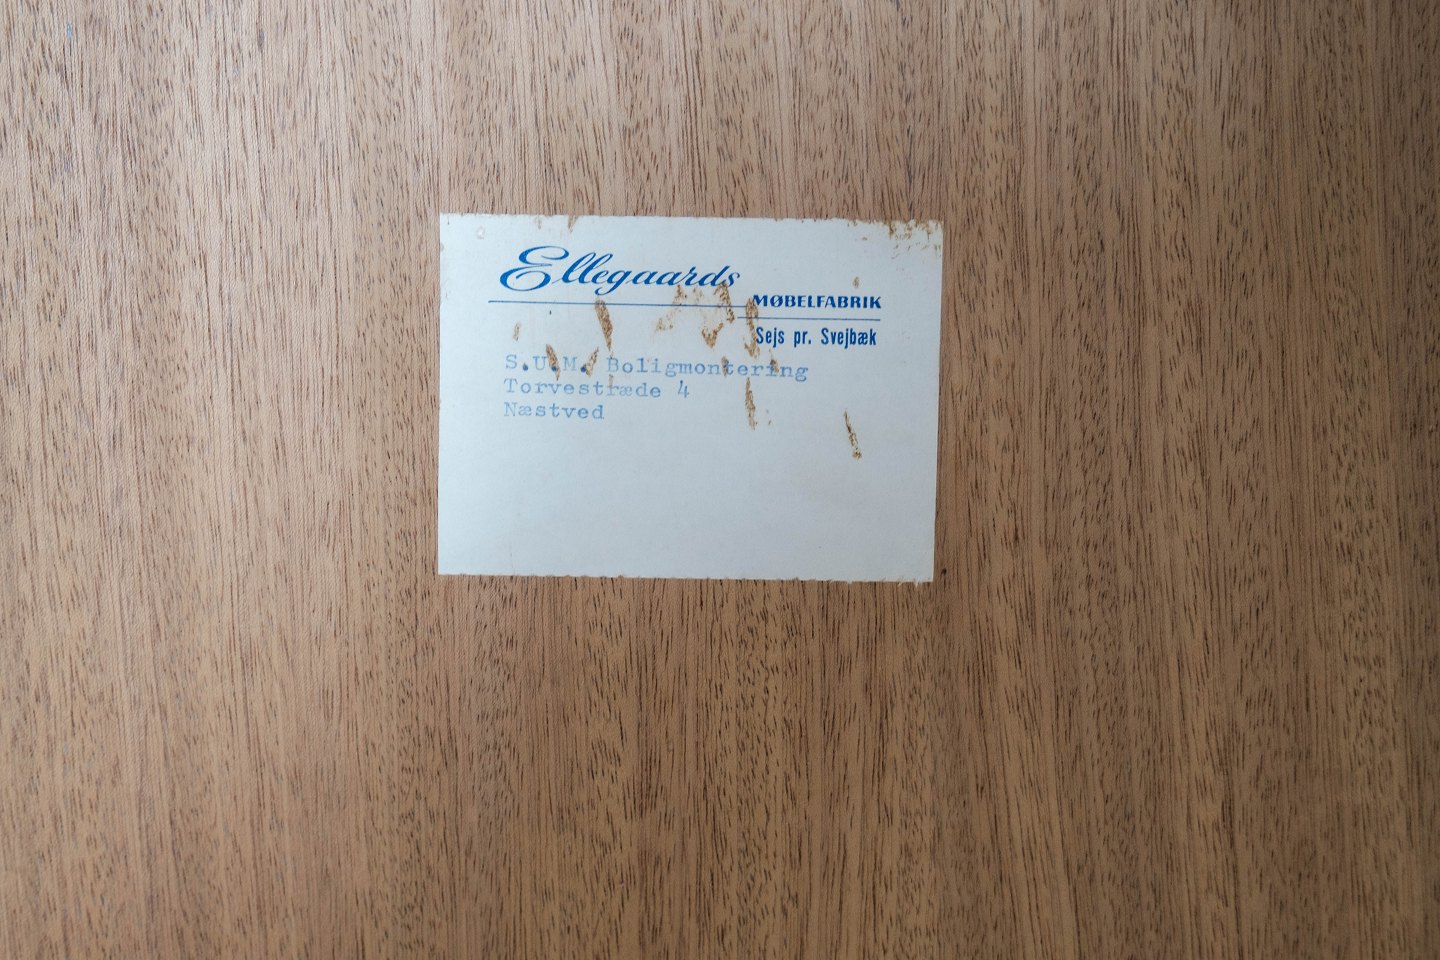 Ellegaards
MØBELFABRIK
Sejs pr. Svejbæk
S.U.M. Boligmontering
Torvestræde 4
Næstved